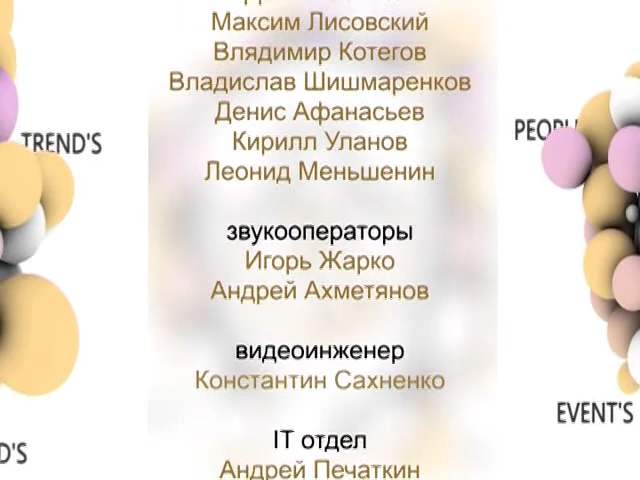 Максим Лисовский
Влядимир Котегов
Владислав Шишмаренков
Денис Афанасьев
TREND'S
Кирилл Уланов
Леонид Меньшенин
звукооператоры
Игорь Жарко
Андрей Ахметянов
видеоинженер
Константин Сахненко
EVENT'S
IT отдел
Андрей Печаткин